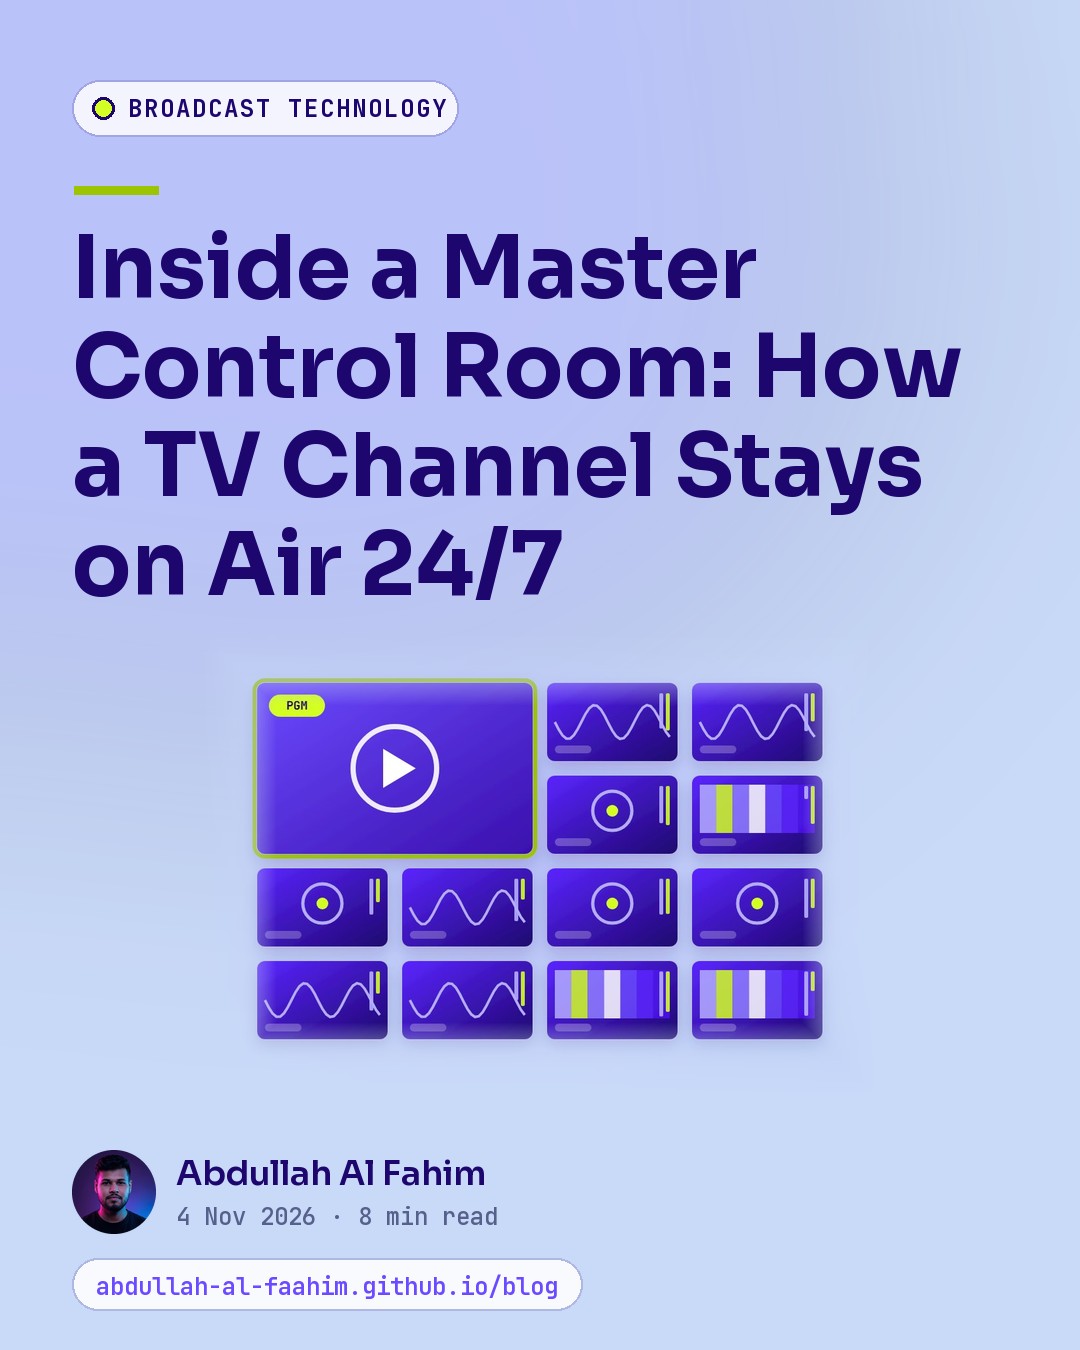 BROADCAST TECHNOLOGY
Inside a Master
Control Room: How
a TV Channel Stays
on Air 24/7
PGM
Abdullah Al Fahim
4 Nov 2026 · 8 min read
abdullah-al-faahim.github.io/blog